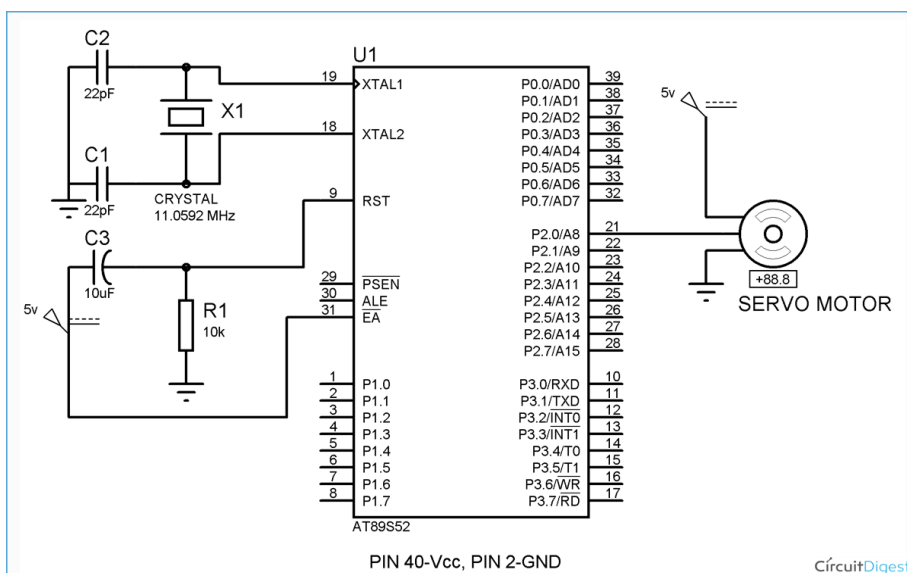 C2
22pF
X1
C1
22pF
CRYSTAL
11.0592 MHz
C3
10uF
5v
R1
10k
U1
19 XTAL1
18 XTAL2
9 RST
29 PSEN
30 ALE
31 EA
1 P1.0
2 P1.1
3 P1.2
4 P1.3
5 P1.4
6 P1.5
7 P1.6
8 P1.7
P0.0/AD0 39
P0.1/AD1 38
P0.2/AD2 37
P0.3/AD3 36
P0.4/AD4 35
P0.5/AD5 34
P0.6/AD6 33
P0.7/AD7 32
P2.0/A8 21
P2.1/A9 22
P2.2/A10 23
P2.3/A11 24
P2.4/A12 25
P2.5/A13 26
P2.6/A14 27
P2.7/A15 28
P3.0/RXD 10
P3.1/TXD 11
P3.2/INT0 12
P3.3/INT1 13
P3.4/T0 14
P3.5/T1 15
P3.6/WR 16
P3.7/RD 17
AT89S52
5v
+88.8
SERVO MOTOR
PIN 40-Vcc, PIN 2-GND
CircuitDigest